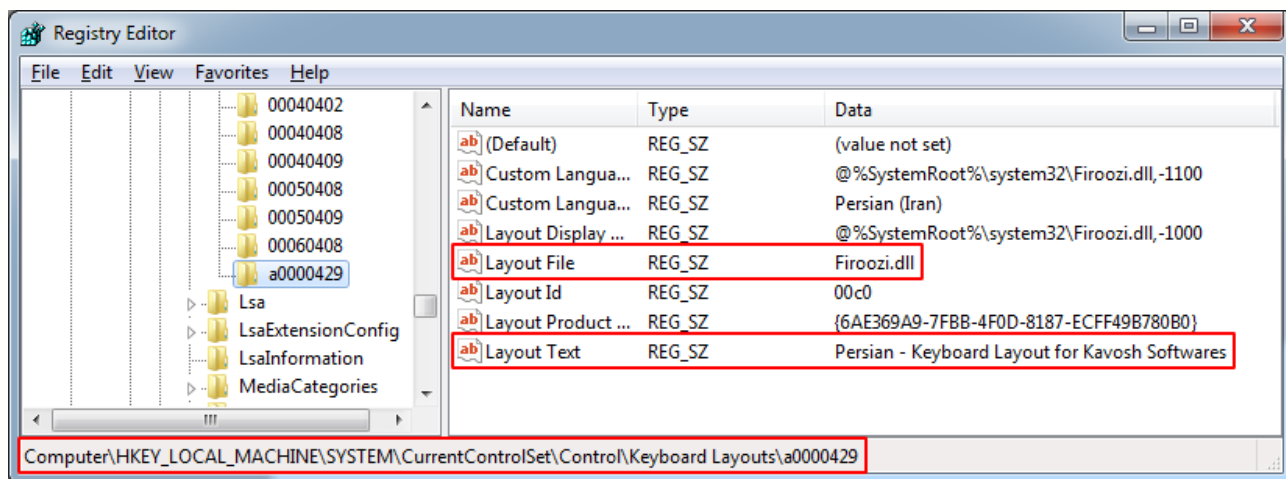 Registry Editor
File Edit View Favorites Help
00040402
00040408
00040409
00050408
00050409
00060408
a0000429
Lsa
LsaExtensionConfig
LsaInformation
MediaCategories
Name Type Data
(Default) REG_SZ (value not set)
Custom Langua... REG_SZ @%SystemRoot%\system32\Firoozi.dll,-1100
Custom Langua... REG_SZ Persian (Iran)
Layout Display ... REG_SZ @%SystemRoot%\system32\Firoozi.dll,-1000
Layout File REG_SZ Firoozi.dll
Layout Id REG_SZ 00c0
Layout Product ... REG_SZ {6AE369A9-7FBB-4F0D-8187-ECFF49B780B0}
Layout Text REG_SZ Persian - Keyboard Layout for Kavosh Softwares
Computer\HKEY_LOCAL_MACHINE\SYSTEM\CurrentControlSet\Control\Keyboard Layouts\a0000429